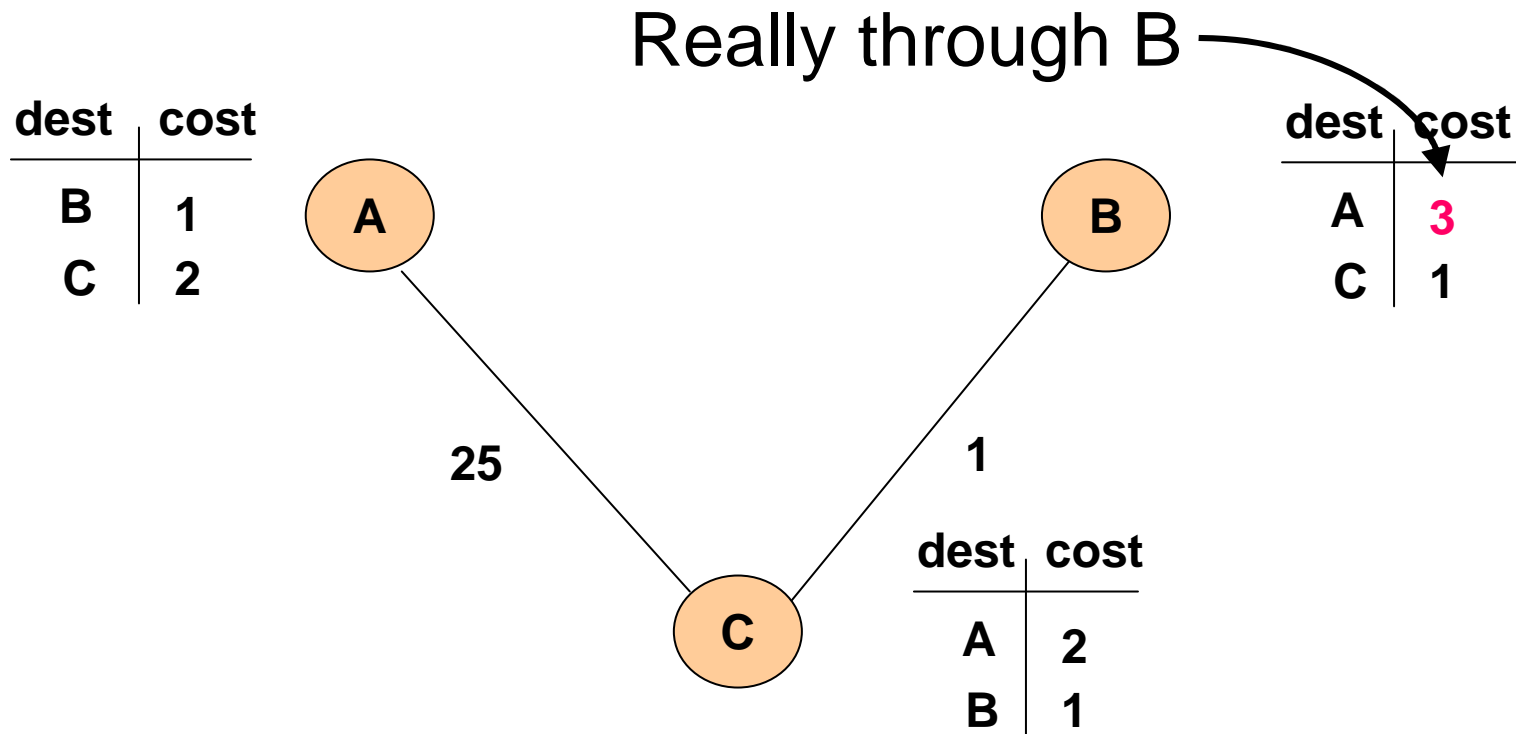 Really through B
dest cost
B 1
C 2
A
B
dest cost
A 3
C 1
25
1
C
dest cost
A 2
B 1